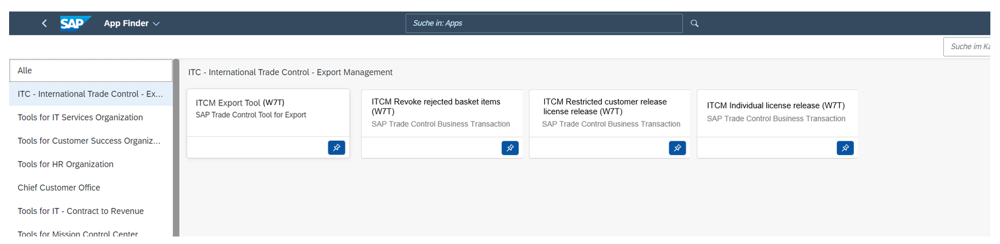 SAP App Finder
Suche in: Apps
Suche im
Alle
ITC - International Trade Control - Ex...
Tools for IT Services Organization
Tools for Customer Success Organiz...
Tools for HR Organization
Chief Customer Office
Tools for IT - Contract to Revenue
Tools for Mission Control Center
ITC - International Trade Control - Export Management
ITCM Export Tool (W7T)
SAP Trade Control Tool for Export
ITCM Revoke rejected basket items
(W7T)
SAP Trade Control Business Transaction
ITCM Restricted customer release
license release (W7T)
SAP Trade Control Business Transaction
ITCM Individual license release (W7T)
SAP Trade Control Business Transaction